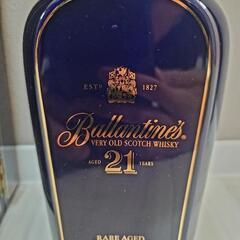 ESTD 1827
Ballantine's
VERY OLD SCOTCH WHISKY
AGED 21 YEARS
RARE AGED